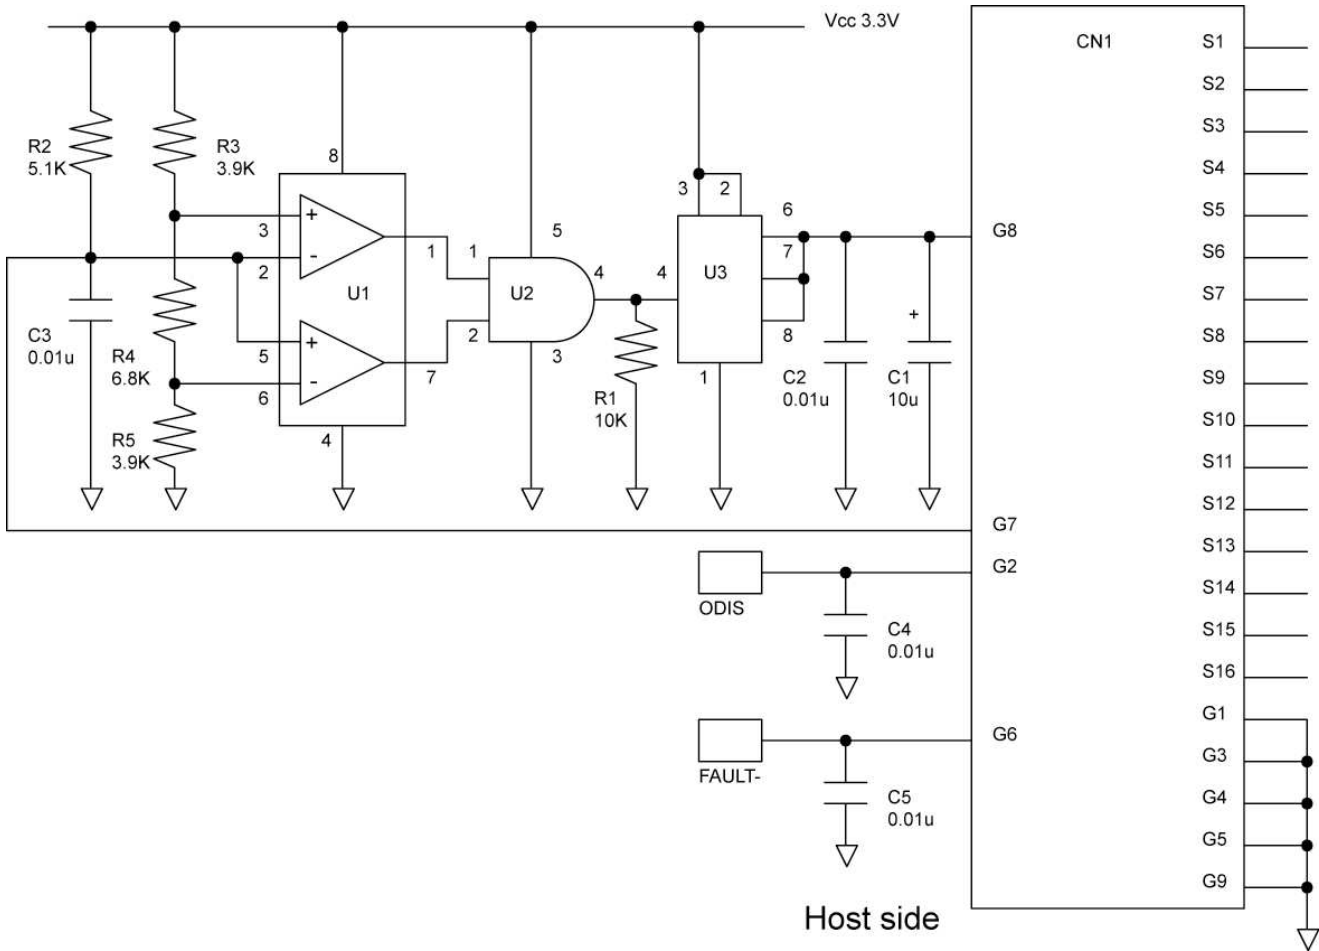 Vcc 3.3V
CN1
S1
S2
S3
S4
S5
S6
S7
S8
S9
S10
S11
S12
S13
S14
S15
S16
G1
G3
G4
G5
G9
G8
G7
G2
G6
R2
5.1K
R3
3.9K
8
3
+
2
-
1
U1
5
+
6
-
7
4
C3
0.01u
R4
6.8K
R5
3.9K
1
2
U2
5
4
3
R1
10K
3
2
4
U3
6
7
8
1
C2
0.01u
+
C1
10u
ODIS
C4
0.01u
FAULT-
C5
0.01u
Host side